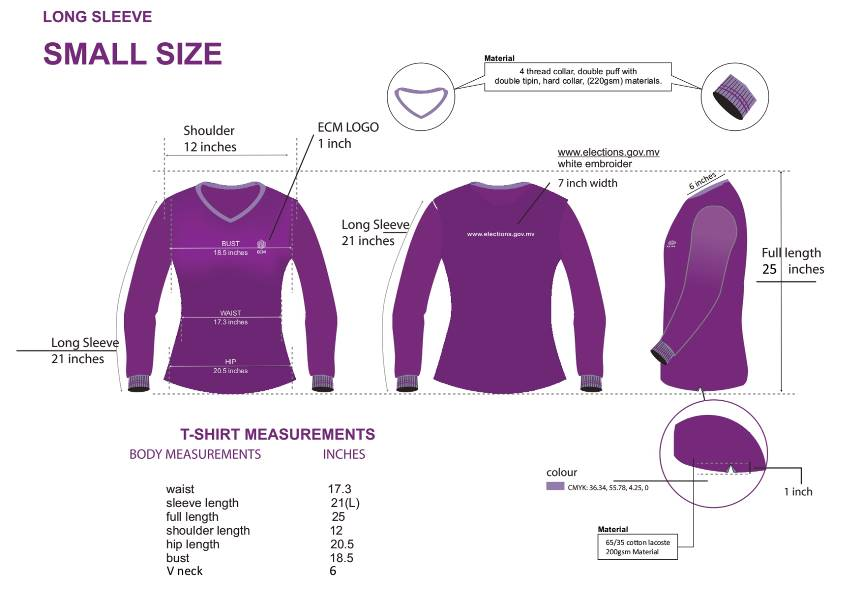 LONG SLEEVE
SMALL SIZE
Material
4 thread collar, double puff with
double tipin, hard collar, (220gsm) materials.
Shoulder
12 inches
ECM LOGO
1 inch
www.elections.gov.mv
white embroider
7 inch width
6 inches
Long Sleeve
21 inches
www.elections.gov.mv
BUST
18.5 inches
ECM
Full length
25 inches
WAIST
17.3 inches
Long Sleeve
21 inches
HIP
20.5 inches
T-SHIRT MEASUREMENTS
BODY MEASUREMENTS INCHES
waist 17.3
sleeve length 21(L)
full length 25
shoulder length 12
hip length 20.5
bust 18.5
V neck 6
colour
CMYK: 36.34, 55.78, 4.25, 0
1 inch
Material
65/35 cotton lacoste
200gsm Material